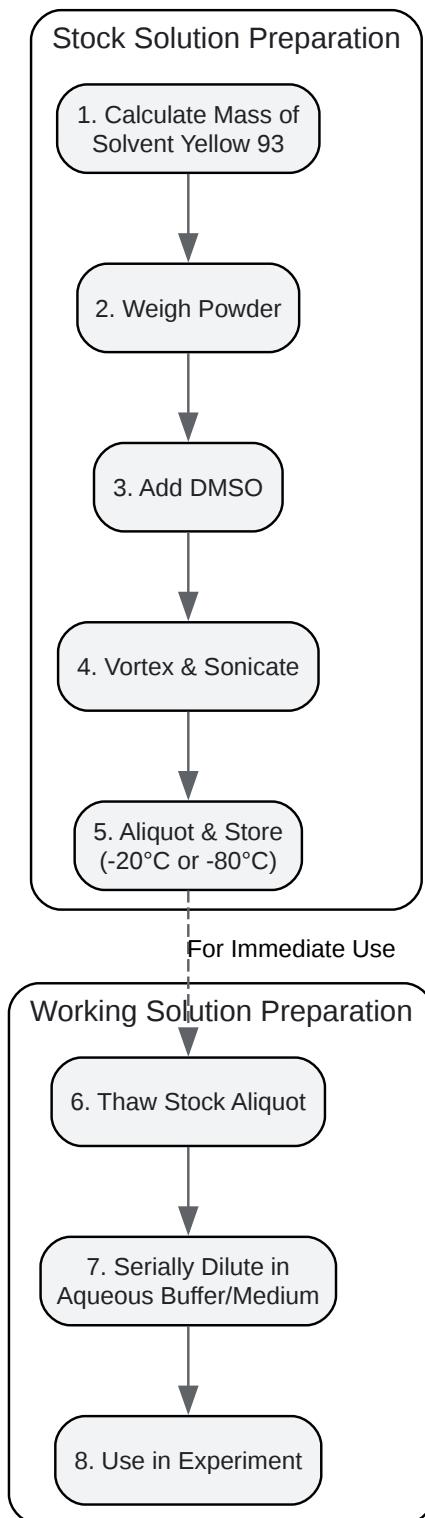 Stock Solution Preparation
1. Calculate Mass of
Solvent Yellow 93
2. Weigh Powder
3. Add DMSO
4. Vortex & Sonicate
5. Aliquot & Store
(-20°C or -80°C)
For Immediate Use
Working Solution Preparation
6. Thaw Stock Aliquot
7. Serially Dilute in
Aqueous Buffer/Medium
8. Use in Experiment